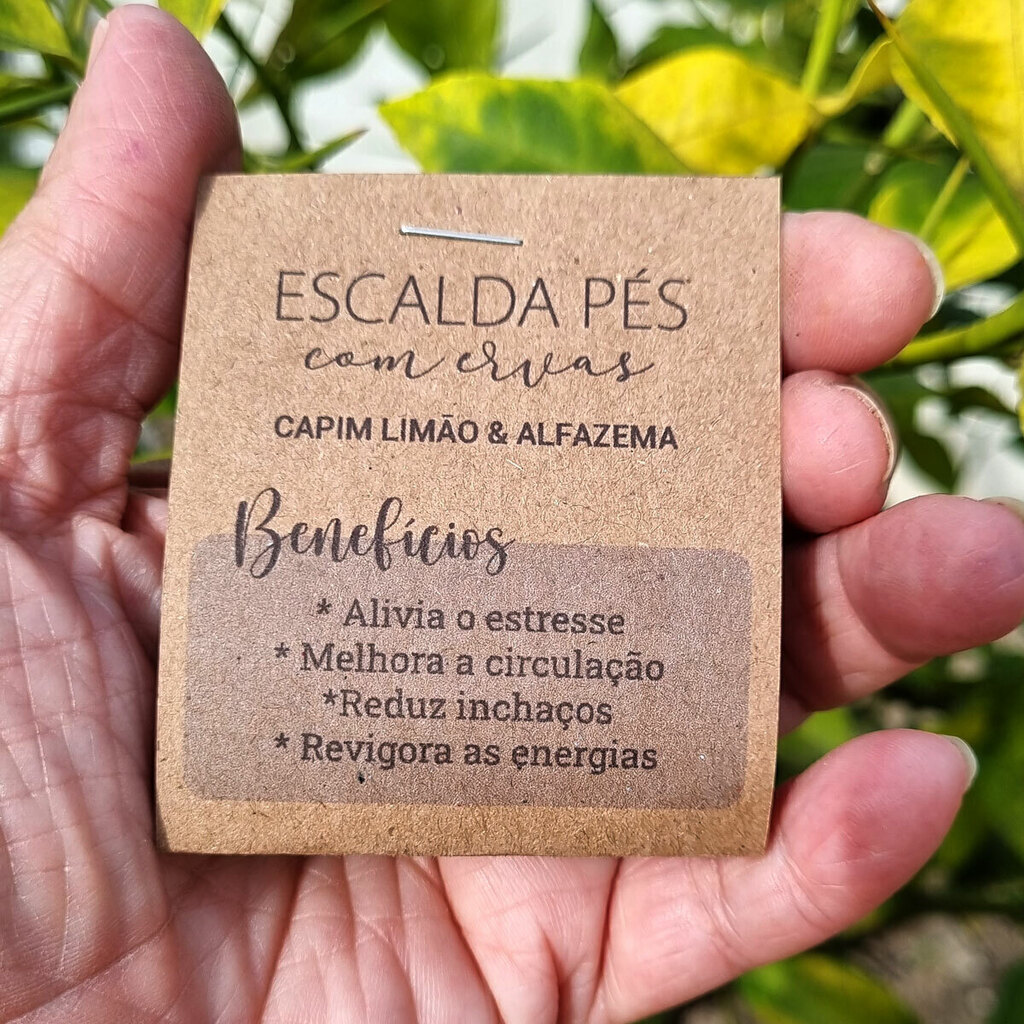 ESCALDA PÉS
com ervas
CAPIM LIMÃO & ALFAZEMA
Benefícios
* Alivia o estresse
* Melhora a circulação
*Reduz inchaços
* Revigora as energias